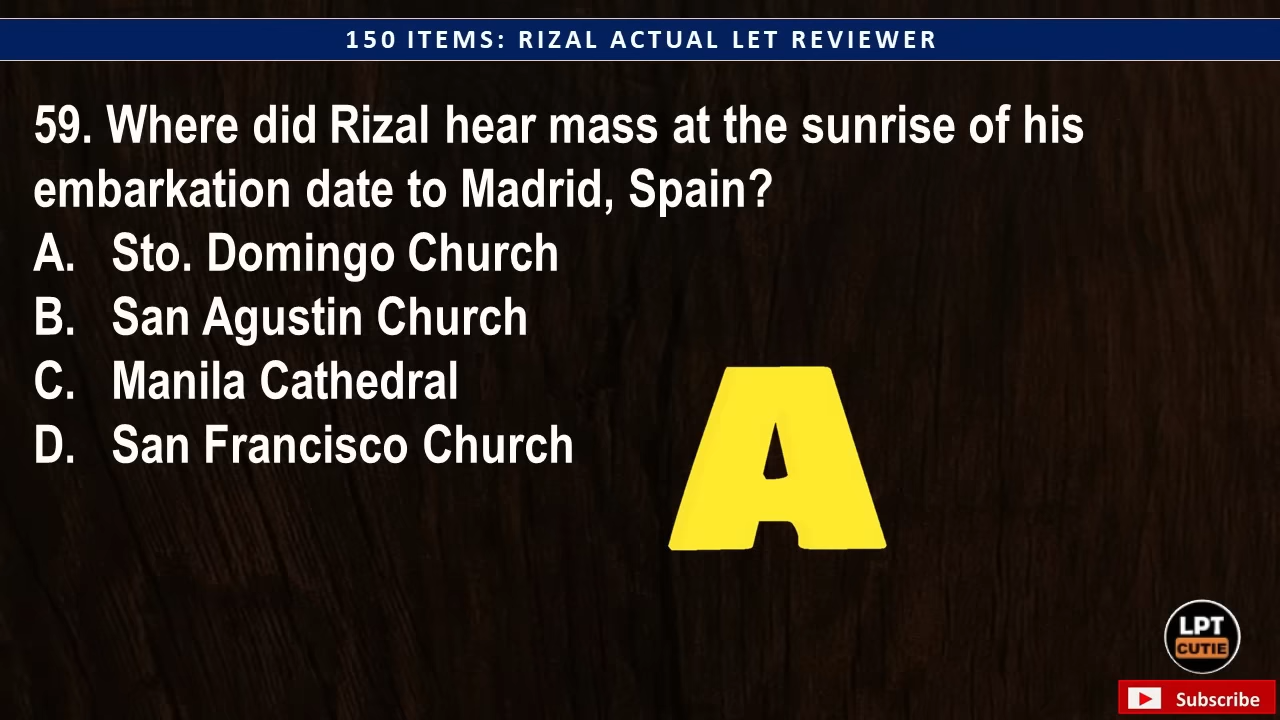 150 ITEMS: RIZAL ACTUAL LET REVIEWER
59. Where did Rizal hear mass at the sunrise of his
embarkation date to Madrid, Spain?
A. Sto. Domingo Church
B. San Agustin Church
C. Manila Cathedral
D. San Francisco Church
A
LPT
CUTIE
Subscribe